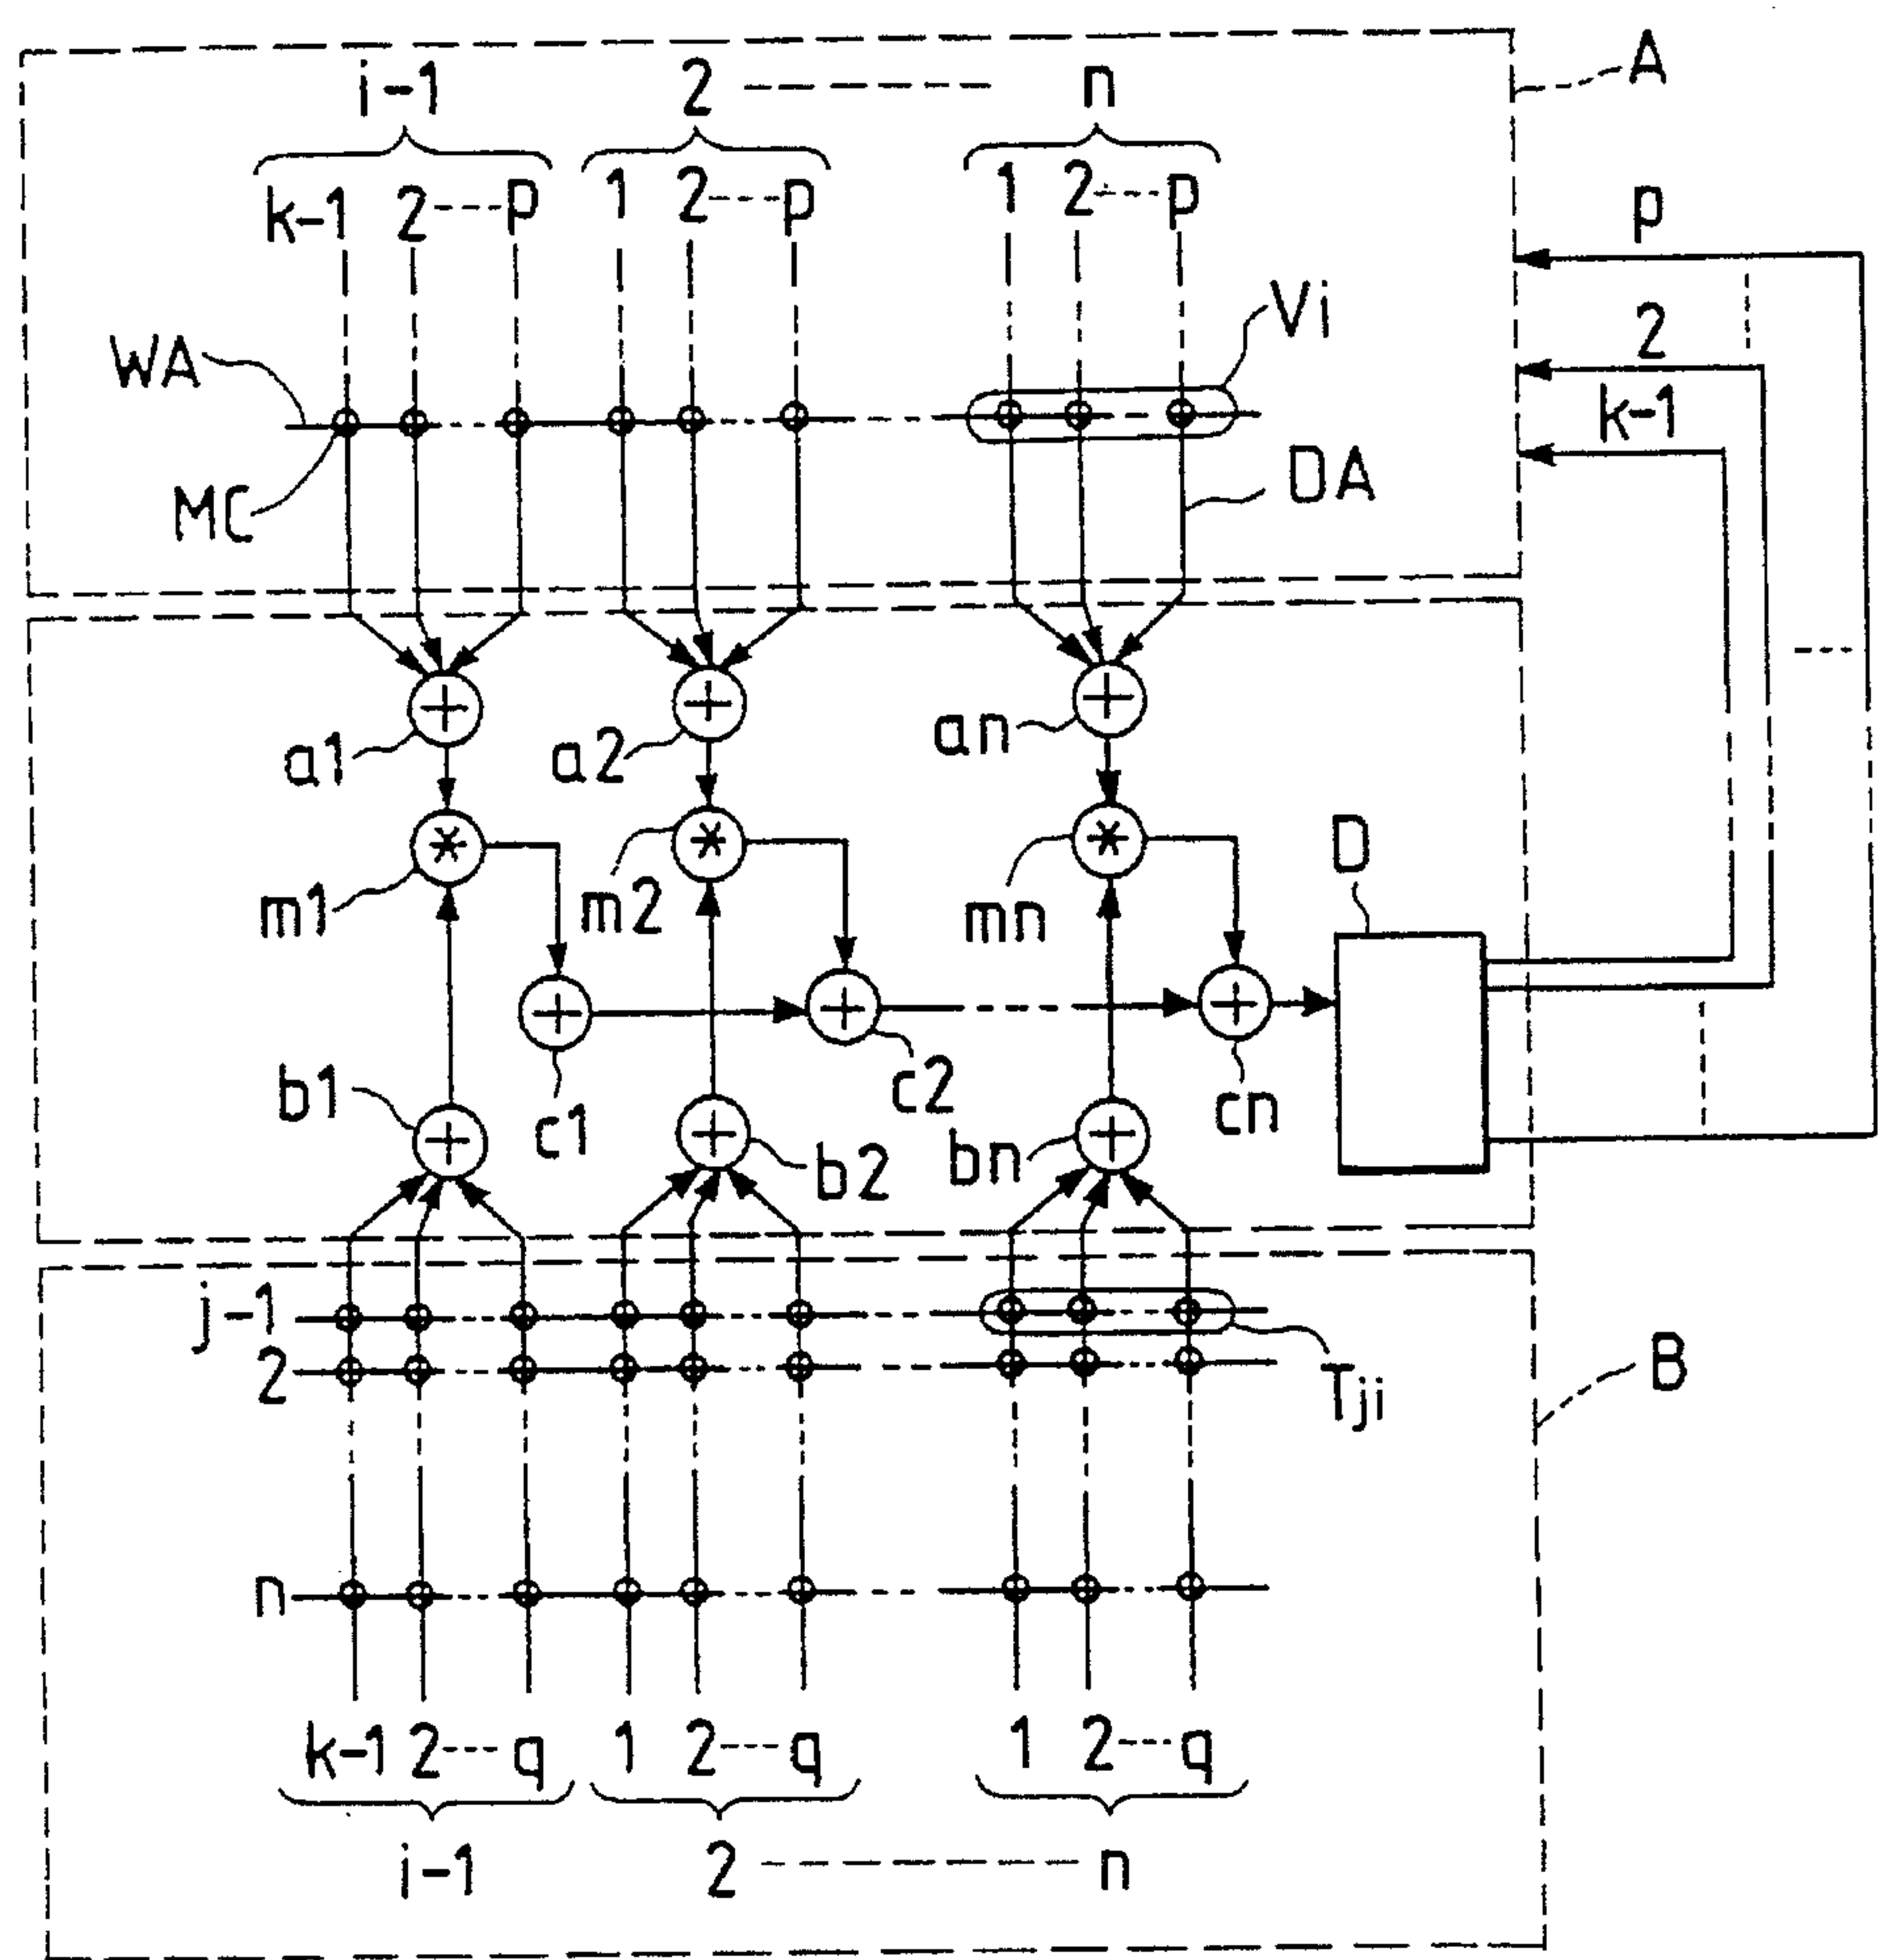 A
i-1 2 ------- n
k-1 2----p 1 2----p 1 2----p
p
Vi
2
WA
k-1
MC
DA
+ + +
a1 a2 an
* * *
D
m1 m2 mn
+ + +
c1 c2 cn
b1 + b2 + bn +
j-1
2
Tji
B
n
k-1 2----q 1 2----q 1 2----q
i-1 2 --------- n